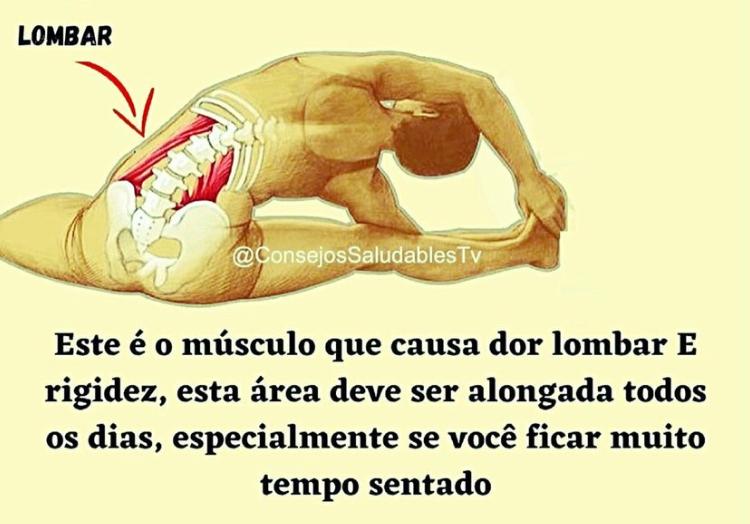 LOMBAR
@ConsejosSaludablesTv
Este é o músculo que causa dor lombar E
rigidez, esta área deve ser alongada todos
os dias, especialmente se você ficar muito
tempo sentado